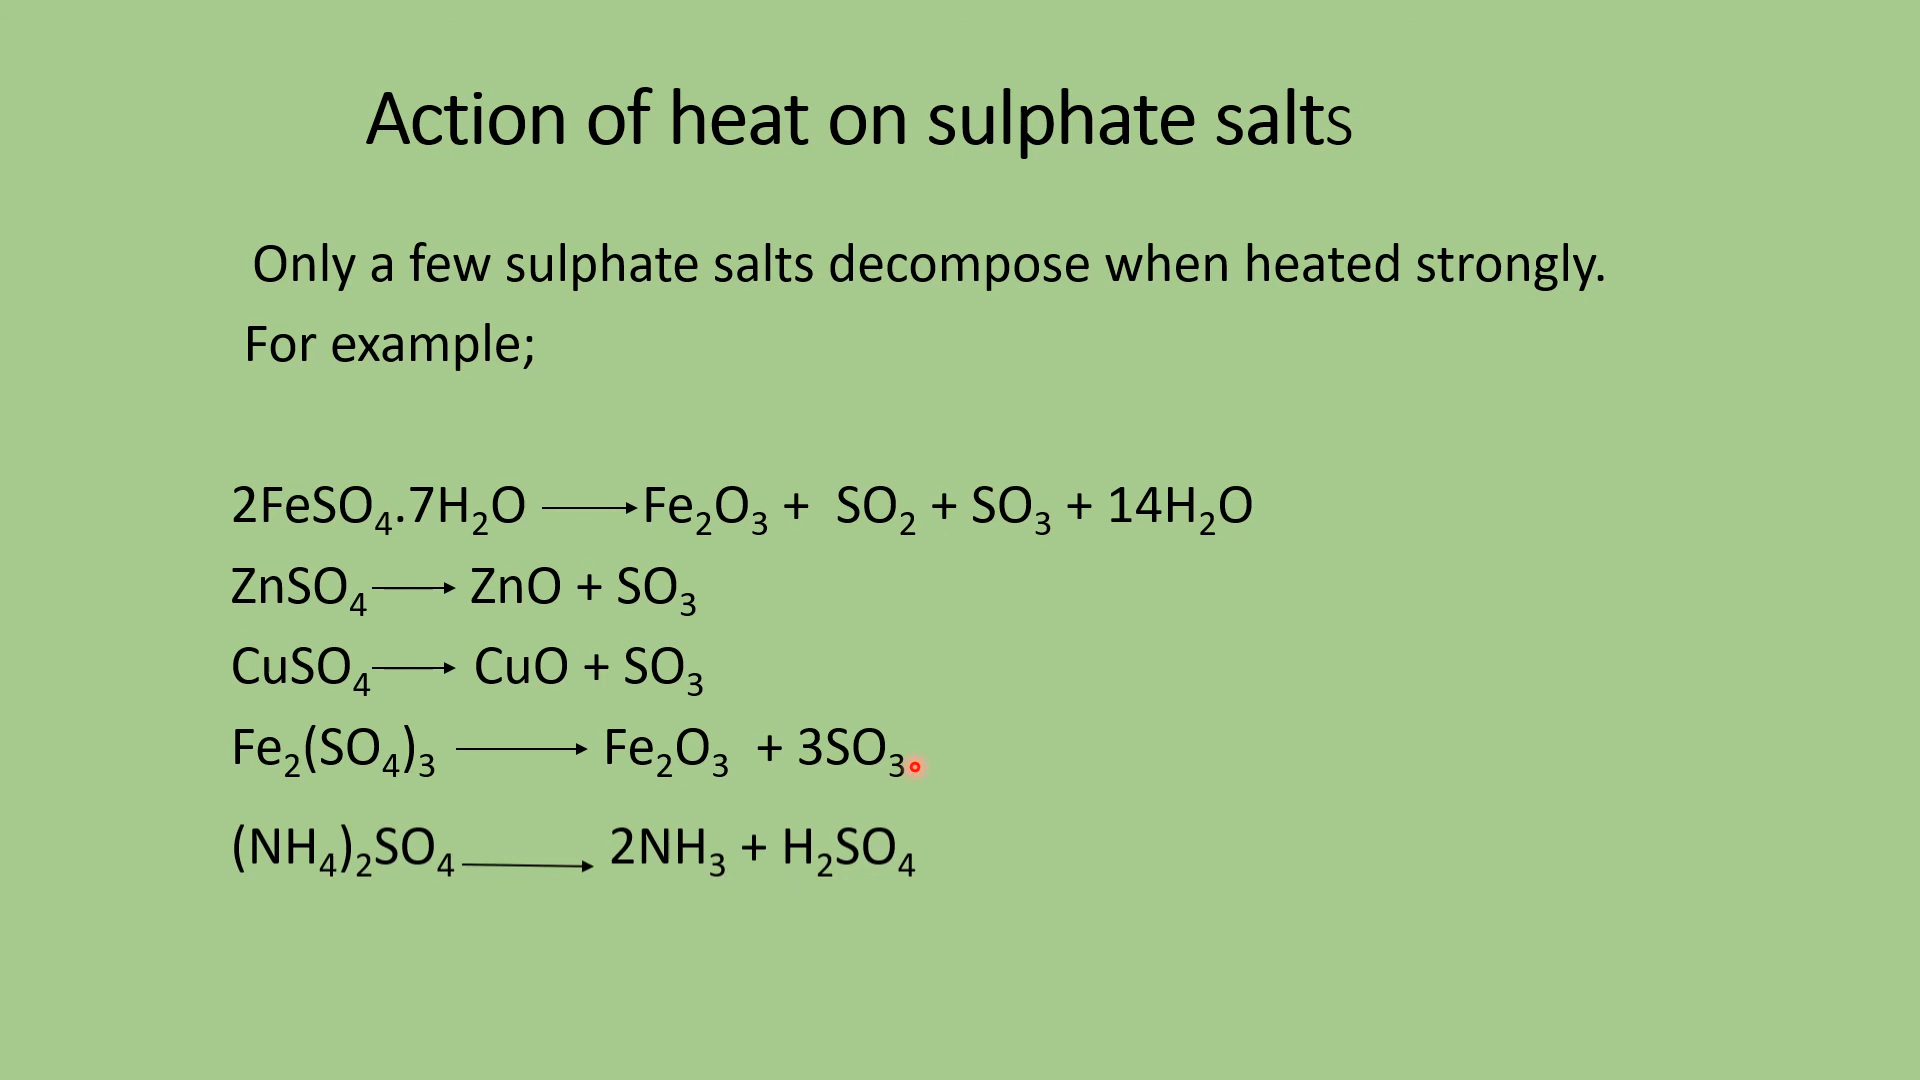 Action of heat on sulphate salts
Only a few sulphate salts decompose when heated strongly.
For example;
2FeSO₄.7H₂O ⟶ Fe₂O₃ + SO₂ + SO₃ + 14H₂O
ZnSO₄ ⟶ ZnO + SO₃
CuSO₄ ⟶ CuO + SO₃
Fe₂(SO₄)₃ ⟶ Fe₂O₃ + 3SO₃
(NH₄)₂SO₄ ⟶ 2NH₃ + H₂SO₄